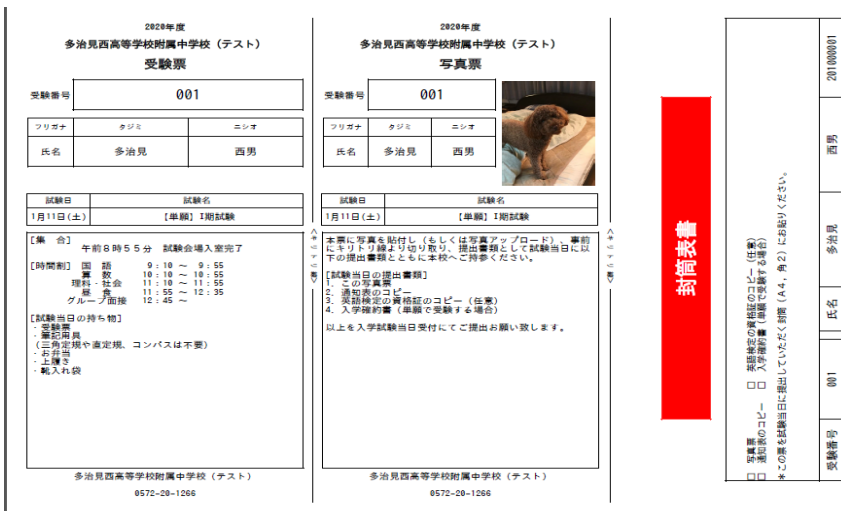 2020年度
多治見西高等学校附属中学校（テスト）
受験票
受験番号 001
フリガナ タジミ ニシオ
氏名 多治見 西男
試験日 試験名
1月11日(土) 【単願】I期試験
[集　合]
午前８時５５分　試験会場入室完了
[時間割] 国　語 9：10 ～ 9：55
算　数 10：10 ～ 10：55
理科・社会 11：10 ～ 11：55
昼　食 11：55 ～ 12：35
グループ面接 12：45 ～
[試験当日の持ち物]
・受験票
・筆記用具
（三角定規や直定規、コンパスは不要）
・お弁当
・上履き
・靴入れ袋
多治見西高等学校附属中学校（テスト）
0572-20-1266
＜キリトリ線＞
2020年度
多治見西高等学校附属中学校（テスト）
写真票
受験番号 001
フリガナ タジミ ニシオ
氏名 多治見 西男
試験日 試験名
1月11日(土) 【単願】I期試験
本票に写真を貼付し（もしくは写真アップロード）、事前
にキリトリ線より切り取り、提出書類として試験当日に以
下の提出書類とともに本校へご持参ください。
[試験当日の提出書類]
1. この写真票
2. 通知表のコピー
3. 英語検定の資格証のコピー（任意）
4. 入学確約書（単願で受験する場合）
以上を入学試験当日受付にてご提出お願い致します。
多治見西高等学校附属中学校（テスト）
0572-20-1266
＜キリトリ線＞
封筒表書
□ 写真票　□ 英語検定の資格証のコピー（任意）
□ 通知表のコピー　□ 入学確約書（単願で受験する場合）
＊この票を試験当日に提出していただく封筒（A4，角2）にお貼りください。
受験番号 001 氏名 多治見 西男 201000001